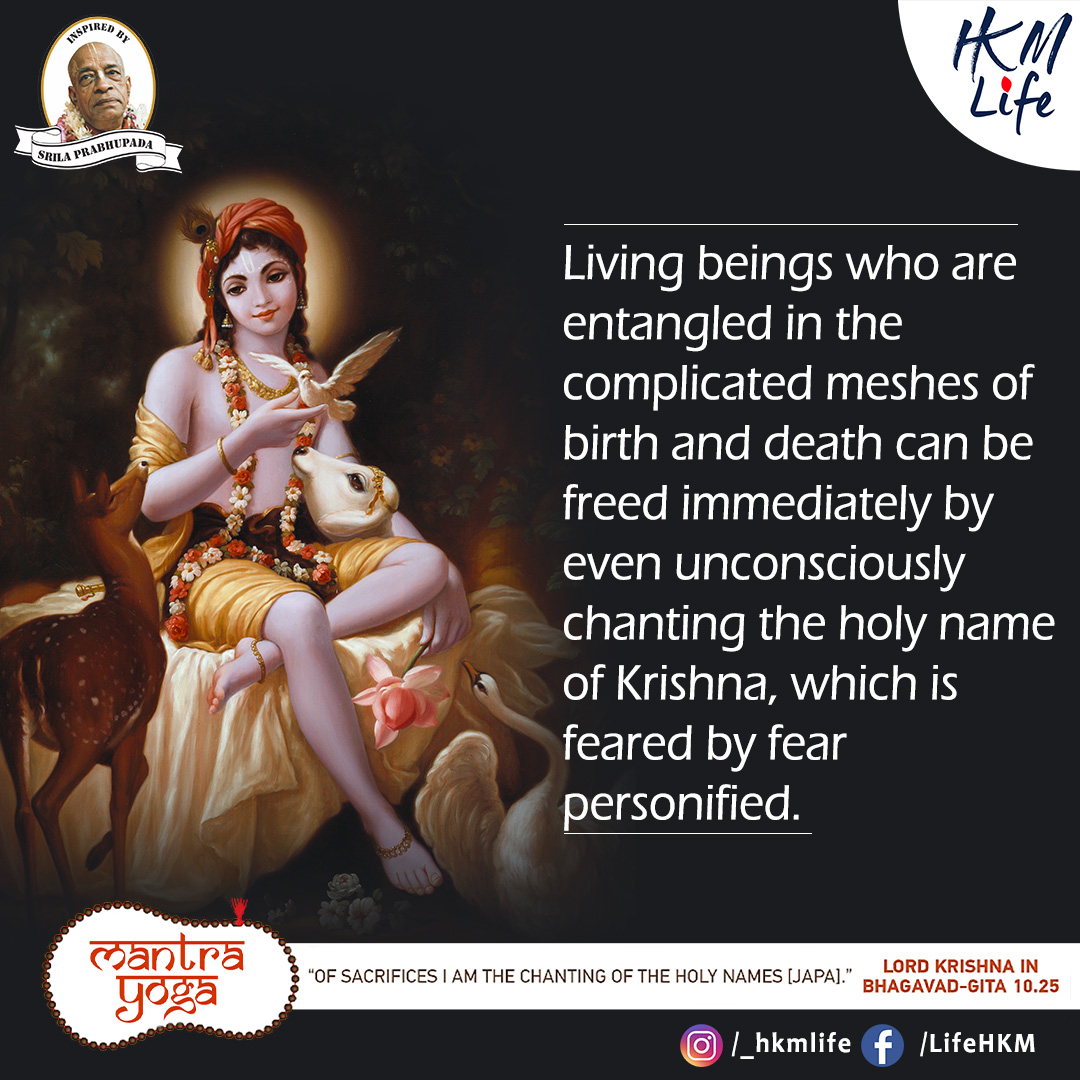 INSPIRED BY
SRILA PRABHUPADA
HKM
Life
Living beings who are
entangled in the
complicated meshes of
birth and death can be
freed immediately by
even unconsciously
chanting the holy name
of Krishna, which is
feared by fear
personified.
mantra
yoga
“OF SACRIFICES I AM THE CHANTING OF THE HOLY NAMES [JAPA].”
LORD KRISHNA IN
BHAGAVAD-GITA 10.25
/_hkmlife
/LifeHKM